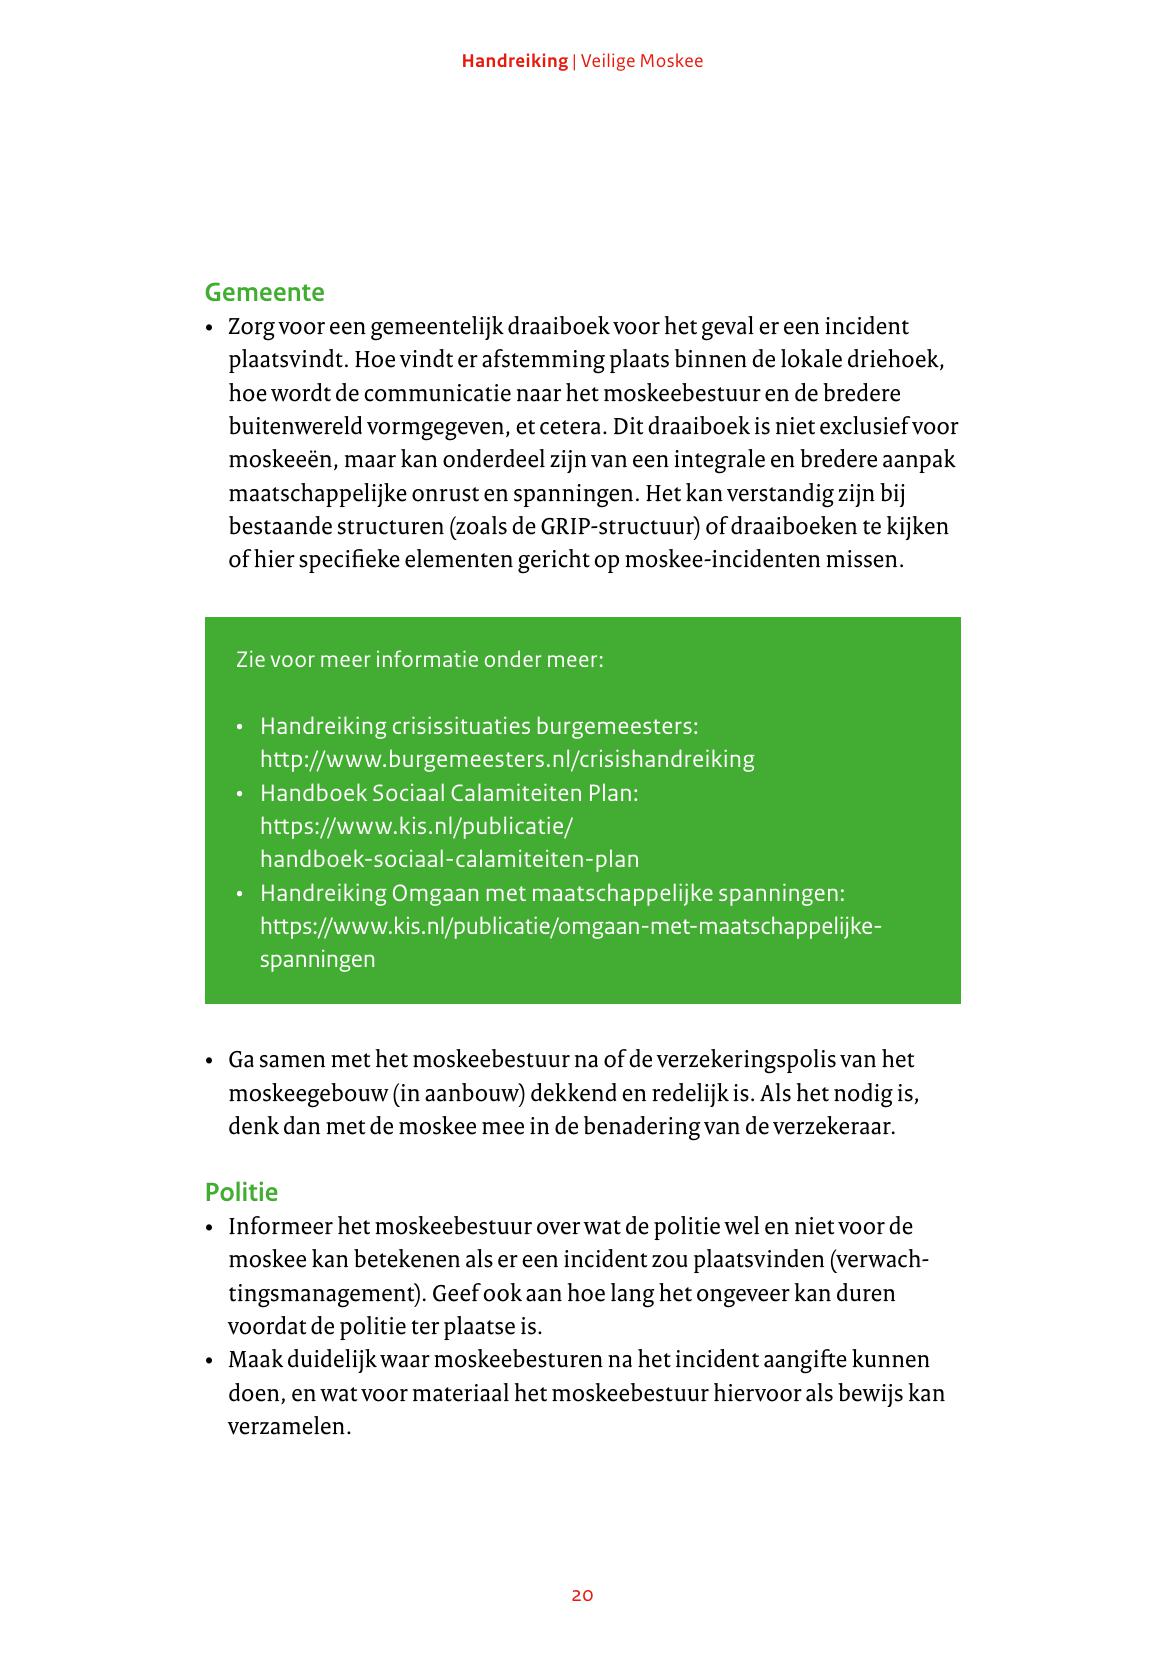 Handreiking | Veilige Moskee
Gemeente
• Zorg voor een gemeentelijk draaiboek voor het geval er een incident
plaatsvindt. Hoe vindt er afstemming plaats binnen de lokale driehoek,
hoe wordt de communicatie naar het moskeebestuur en de bredere
buitenwereld vormgegeven, et cetera. Dit draaiboek is niet exclusief voor
moskeeën, maar kan onderdeel zijn van een integrale en bredere aanpak
maatschappelijke onrust en spanningen. Het kan verstandig zijn bij
bestaande structuren (zoals de GRIP-structuur) of draaiboeken te kijken
of hier specifieke elementen gericht op moskee-incidenten missen.
Zie voor meer informatie onder meer:
• Handreiking crisissituaties burgemeesters:
http://www.burgemeesters.nl/crisishandreiking
• Handboek Sociaal Calamiteiten Plan:
https://www.kis.nl/publicatie/
handboek-sociaal-calamiteiten-plan
• Handreiking Omgaan met maatschappelijke spanningen:
https://www.kis.nl/publicatie/omgaan-met-maatschappelijke-
spanningen
• Ga samen met het moskeebestuur na of de verzekeringspolis van het
moskeegebouw (in aanbouw) dekkend en redelijk is. Als het nodig is,
denk dan met de moskee mee in de benadering van de verzekeraar.
Politie
• Informeer het moskeebestuur over wat de politie wel en niet voor de
moskee kan betekenen als er een incident zou plaatsvinden (verwach-
tingsmanagement). Geef ook aan hoe lang het ongeveer kan duren
voordat de politie ter plaatse is.
• Maak duidelijk waar moskeebesturen na het incident aangifte kunnen
doen, en wat voor materiaal het moskeebestuur hiervoor als bewijs kan
verzamelen.
20